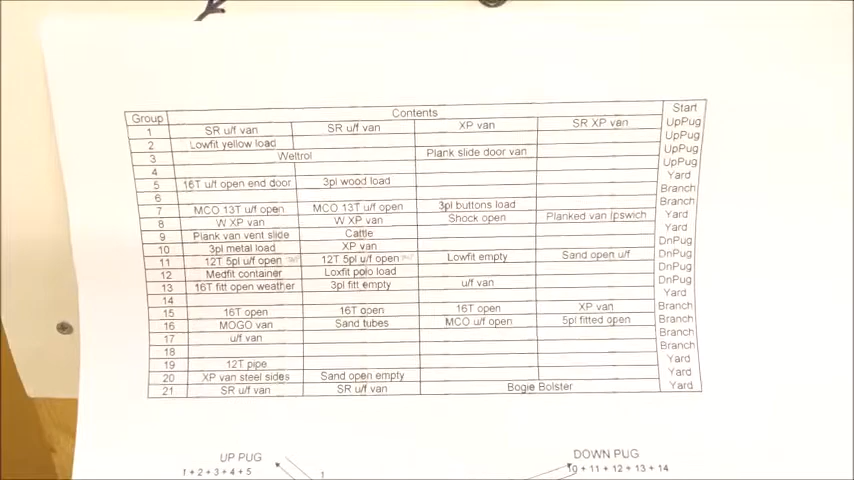 Group Contents Start
1 SR u/f van SR u/f van XP van SR XP van UpPug
2 Lowfit yellow load UpPug
3 Weltrol Plank slide door van UpPug
4 UpPug
5 16T u/f open end door 3pl wood load Yard
6 Branch
7 MCO 13T u/f open MCO 13T u/f open 3pl buttons load Branch
8 W XP van W XP van Shock open Planked van Ipswich Yard
9 Plank van vent slide Cattle Yard
10 3pl metal load XP van DnPug
11 12T 5pl u/f open 12T 5pl u/f open Lowfit empty Sand open u/f DnPug
12 Medfit container Loxfit polo load DnPug
13 16T fitt open weather 3pl fitt empty u/f van DnPug
14 Yard
15 16T open 16T open 16T open XP van Branch
16 MOGO van Sand tubes MCO u/f open 5pl fitted open Branch
17 u/f van Branch
18 Branch
19 12T pipe Yard
20 XP van steel sides Sand open empty Yard
21 SR u/f van SR u/f van Bogie Bolster Yard
UP PUG DOWN PUG
1 + 2 + 3 + 4 + 5 1 10 + 11 + 12 + 13 + 14